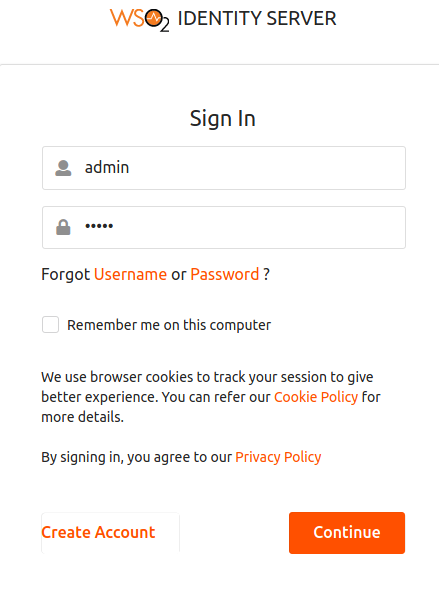 WSO2 IDENTITY SERVER
Sign In
admin
•••••
Forgot Username or Password ?
Remember me on this computer
We use browser cookies to track your session to give
better experience. You can refer our Cookie Policy for
more details.
By signing in, you agree to our Privacy Policy
Create Account
Continue